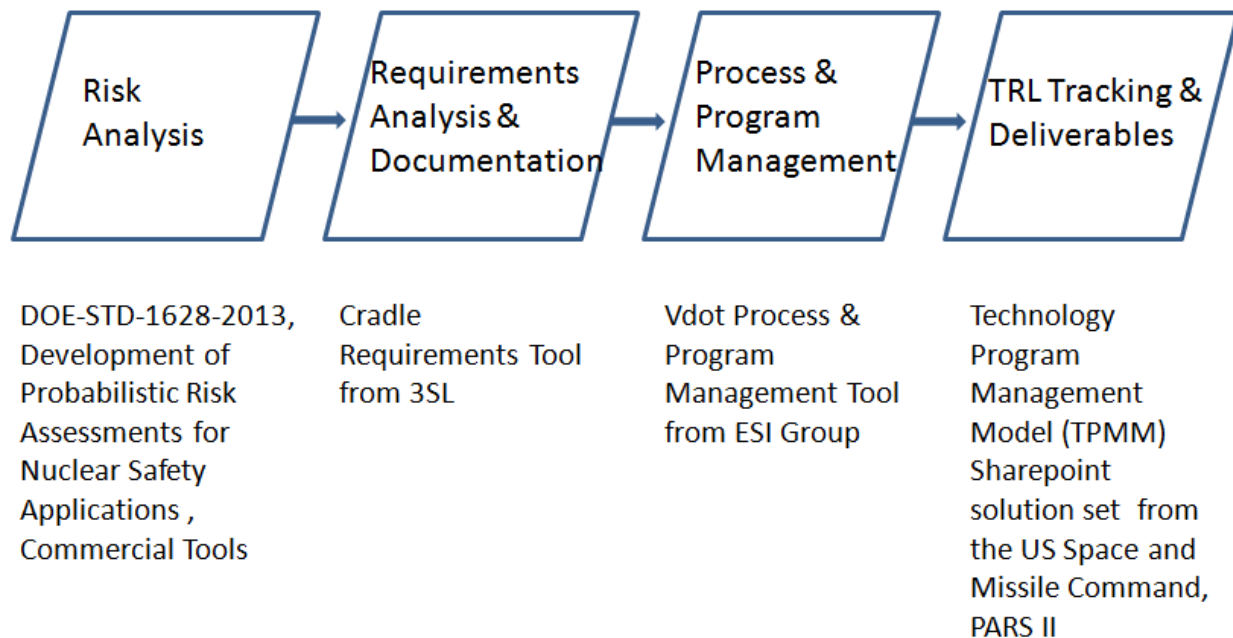 Risk
Analysis
Requirements
Analysis &
Documentation
Process &
Program
Management
TRL Tracking &
Deliverables
DOE-STD-1628-2013,
Development of
Probabilistic Risk
Assessments for
Nuclear Safety
Applications ,
Commercial Tools
Cradle
Requirements Tool
from 3SL
Vdot Process &
Program
Management Tool
from ESI Group
Technology
Program
Management
Model (TPMM)
Sharepoint
solution set from
the US Space and
Missile Command,
PARS II